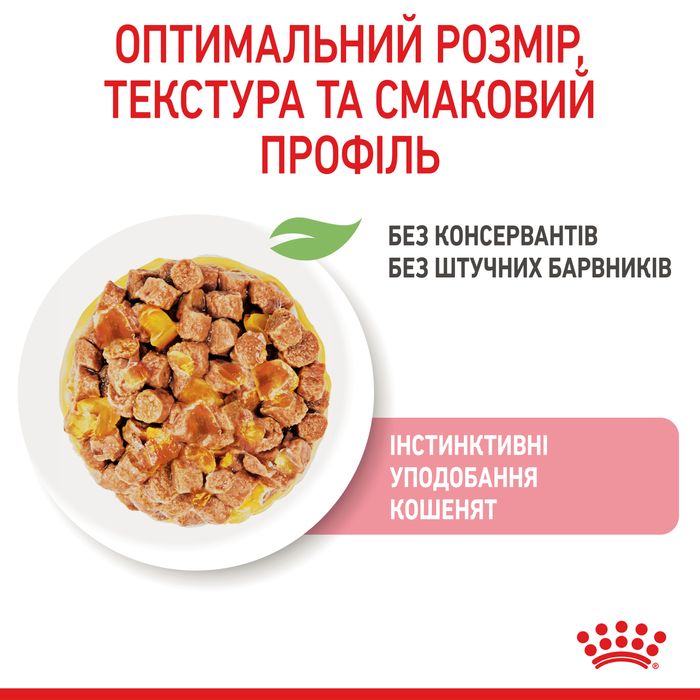 ОПТИМАЛЬНИЙ РОЗМІР,
ТЕКСТУРА ТА СМАКОВИЙ
ПРОФІЛЬ
БЕЗ КОНСЕРВАНТІВ
БЕЗ ШТУЧНИХ БАРВНИКІВ
ІНСТИНКТИВНІ
УПОДОБАННЯ
КОШЕНЯТ
®